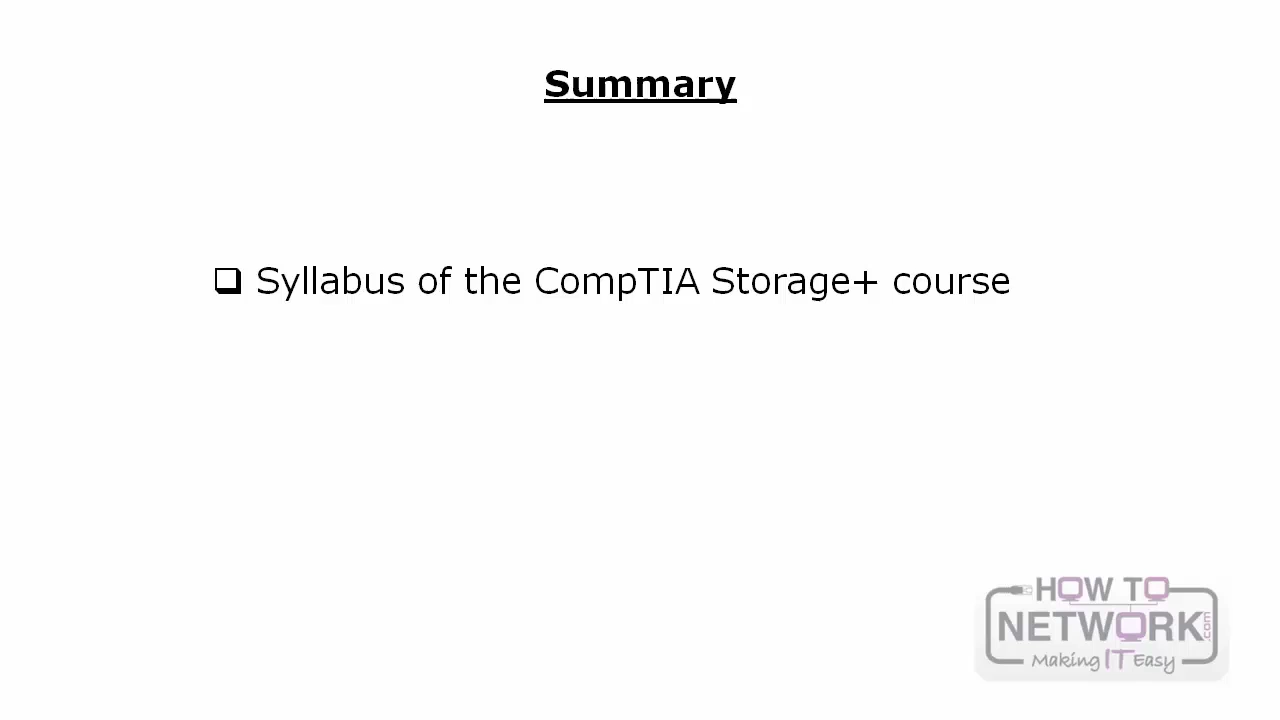 Summary
❑ Syllabus of the CompTIA Storage+ course
HOW TO
NETWORK.com
Making IT Easy